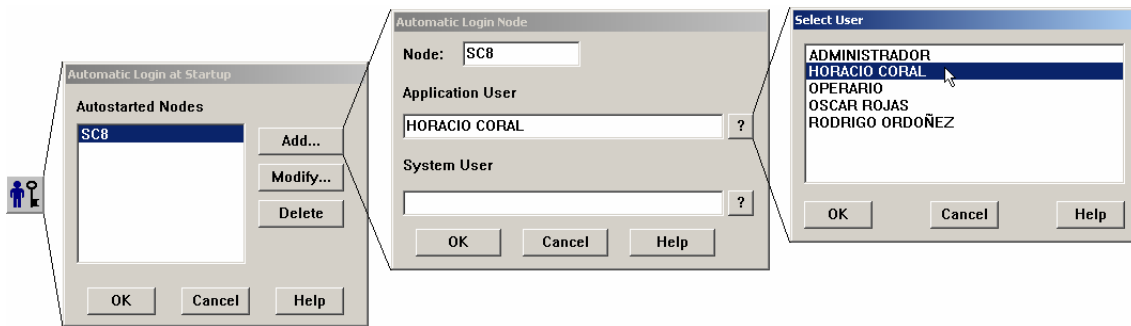 Automatic Login at Startup
Autostarted Nodes
SC8
Add...
Modify...
Delete
OK Cancel Help
Automatic Login Node
Node: SC8
Application User
HORACIO CORAL ?
System User
?
OK Cancel Help
Select User
ADMINISTRADOR
HORACIO CORAL
OPERARIO
OSCAR ROJAS
RODRIGO ORDOÑEZ
OK Cancel Help